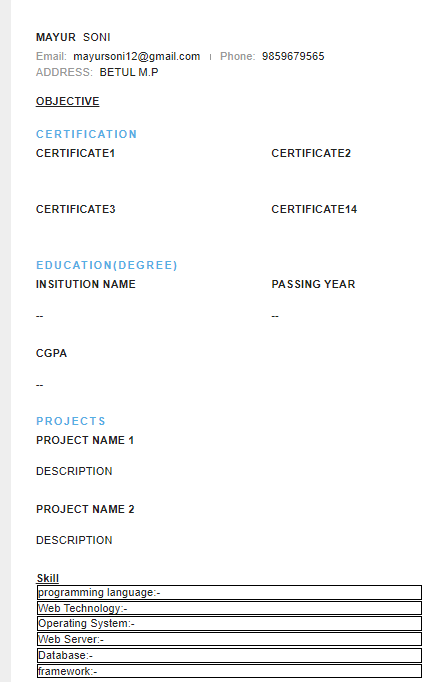 MAYUR SONI
Email: mayursoni12@gmail.com | Phone: 9859679565
ADDRESS: BETUL M.P
OBJECTIVE
CERTIFICATION
CERTIFICATE1 CERTIFICATE2
CERTIFICATE3 CERTIFICATE14
EDUCATION(DEGREE)
INSITUTION NAME PASSING YEAR
-- --
CGPA
--
PROJECTS
PROJECT NAME 1
DESCRIPTION
PROJECT NAME 2
DESCRIPTION
Skill
programming language:-
Web Technology:-
Operating System:-
Web Server:-
Database:-
framework:-